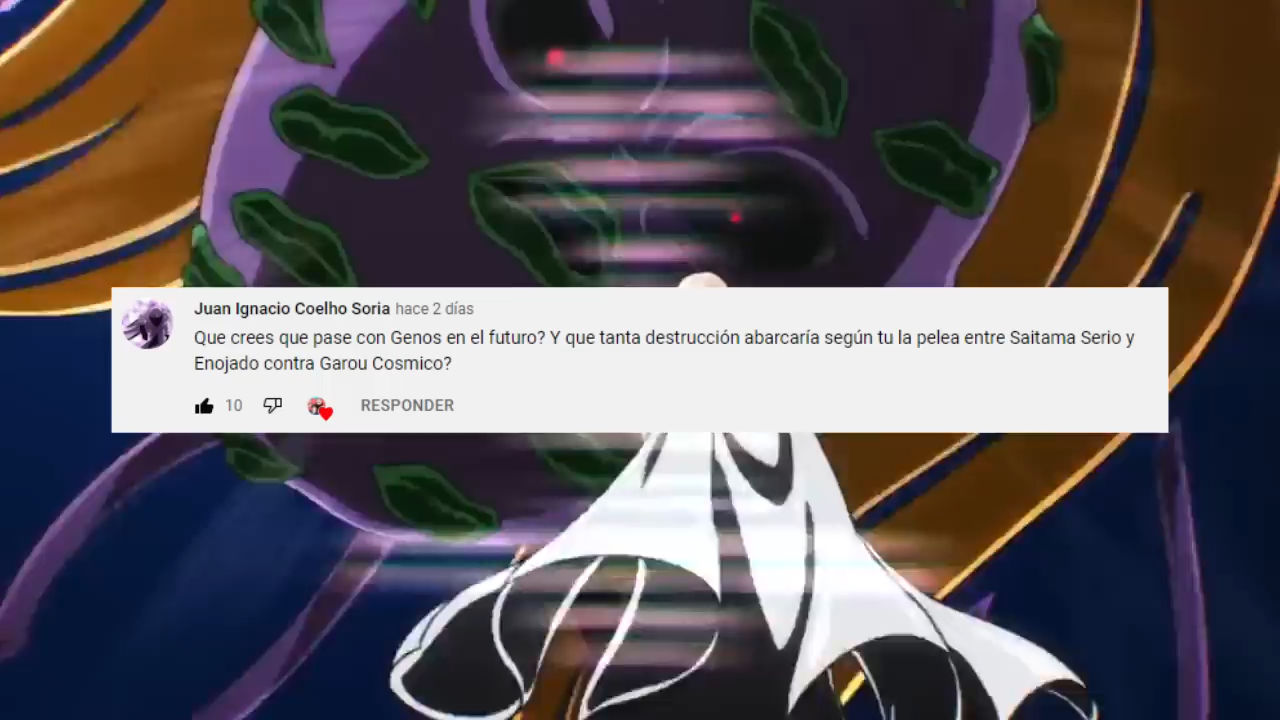 Juan Ignacio Coelho Soria hace 2 días
Que crees que pase con Genos en el futuro? Y que tanta destrucción abarcaría según tu la pelea entre Saitama Serio y
Enojado contra Garou Cosmico?
10 RESPONDER